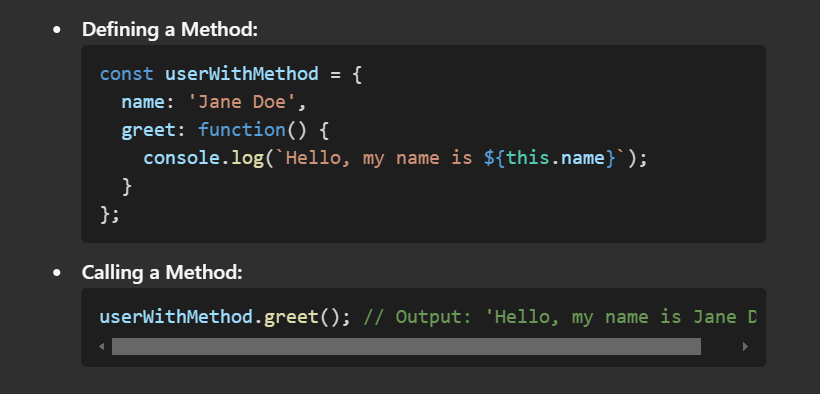 Defining a Method:
const userWithMethod = {
  name: 'Jane Doe',
  greet: function() {
    console.log(`Hello, my name is ${this.name}`);
  }
};
Calling a Method:
userWithMethod.greet(); // Output: 'Hello, my name is Jane D